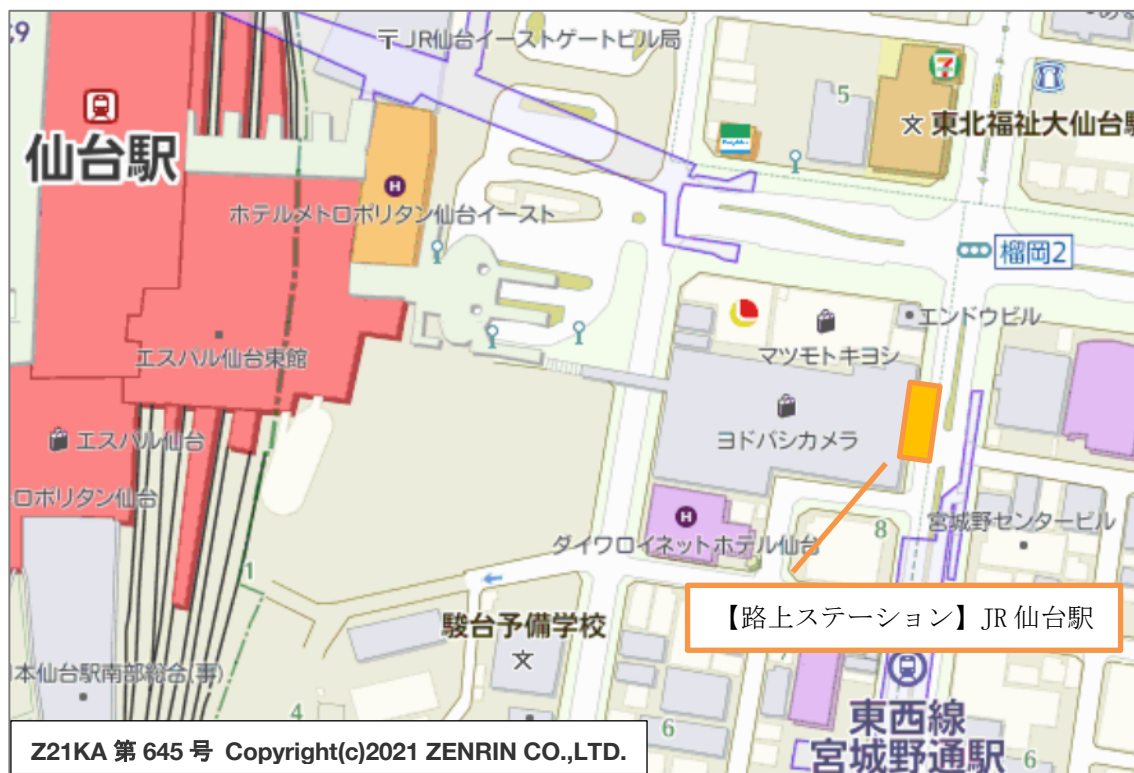 〒JR仙台イーストゲートビル局
仙台駅
5
東北福祉大仙台駅
H
ホテルメトロポリタン仙台イースト
榴岡2
エンドウビル
マツモトキヨシ
エスパル仙台東館
ヨドバシカメラ
エスパル仙台
ロポリタン仙台
H
ダイワロイネットホテル仙台
8
宮城野センタービル
1
【路上ステーション】JR 仙台駅
駿台予備学校
本仙台駅南部総合(事)
4
6
東西線
宮城野通駅
6
Z21KA 第 645 号 Copyright(c)2021 ZENRIN CO.,LTD.